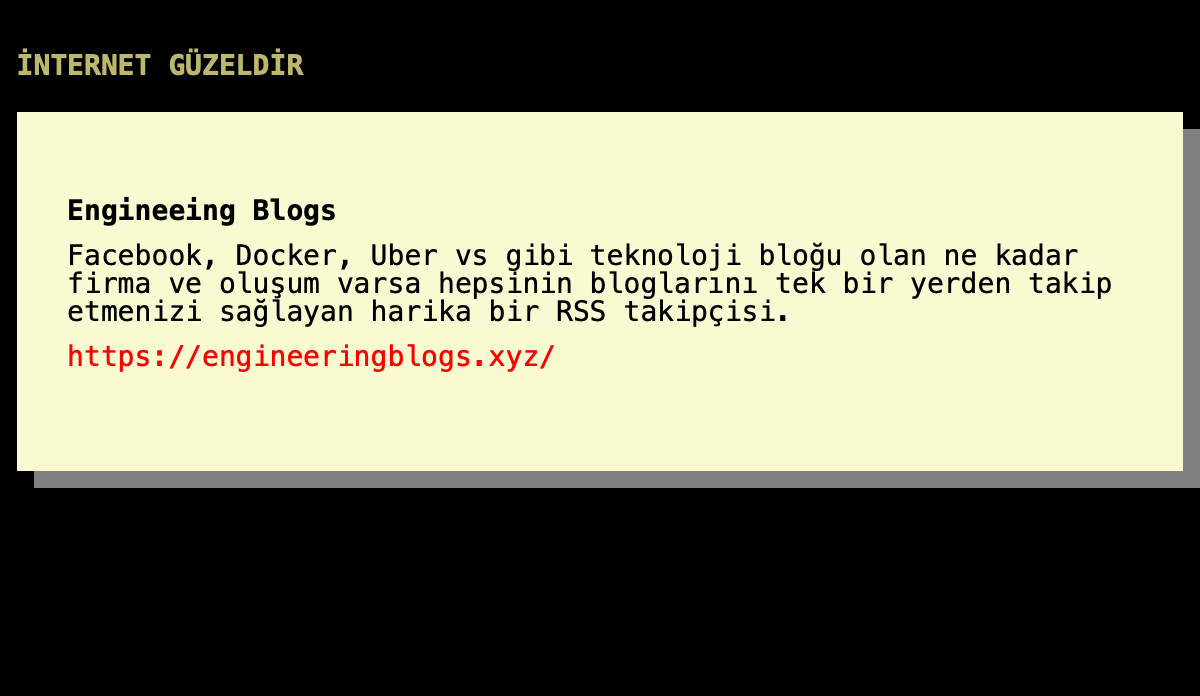 İNTERNET GÜZELDİR
Engineeing Blogs
Facebook, Docker, Uber vs gibi teknoloji bloğu olan ne kadar
firma ve oluşum varsa hepsinin bloglarını tek bir yerden takip
etmenizi sağlayan harika bir RSS takipçisi.
https://engineeringblogs.xyz/